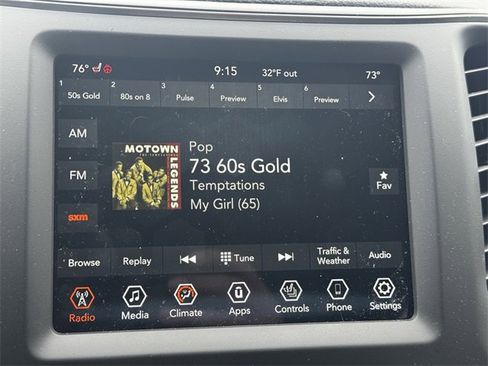 76° 9:15 32°F out 73°
1 50s Gold 2 80s on 8 3 Pulse 4 Preview 5 Elvis 6 Preview
AM
FM
sxm
MOTOWN
LEGENDS
Pop
73 60s Gold
Temptations
My Girl (65)
Fav
Browse Replay Tune Traffic & Weather Audio
Radio Media Climate Apps Controls Phone Settings